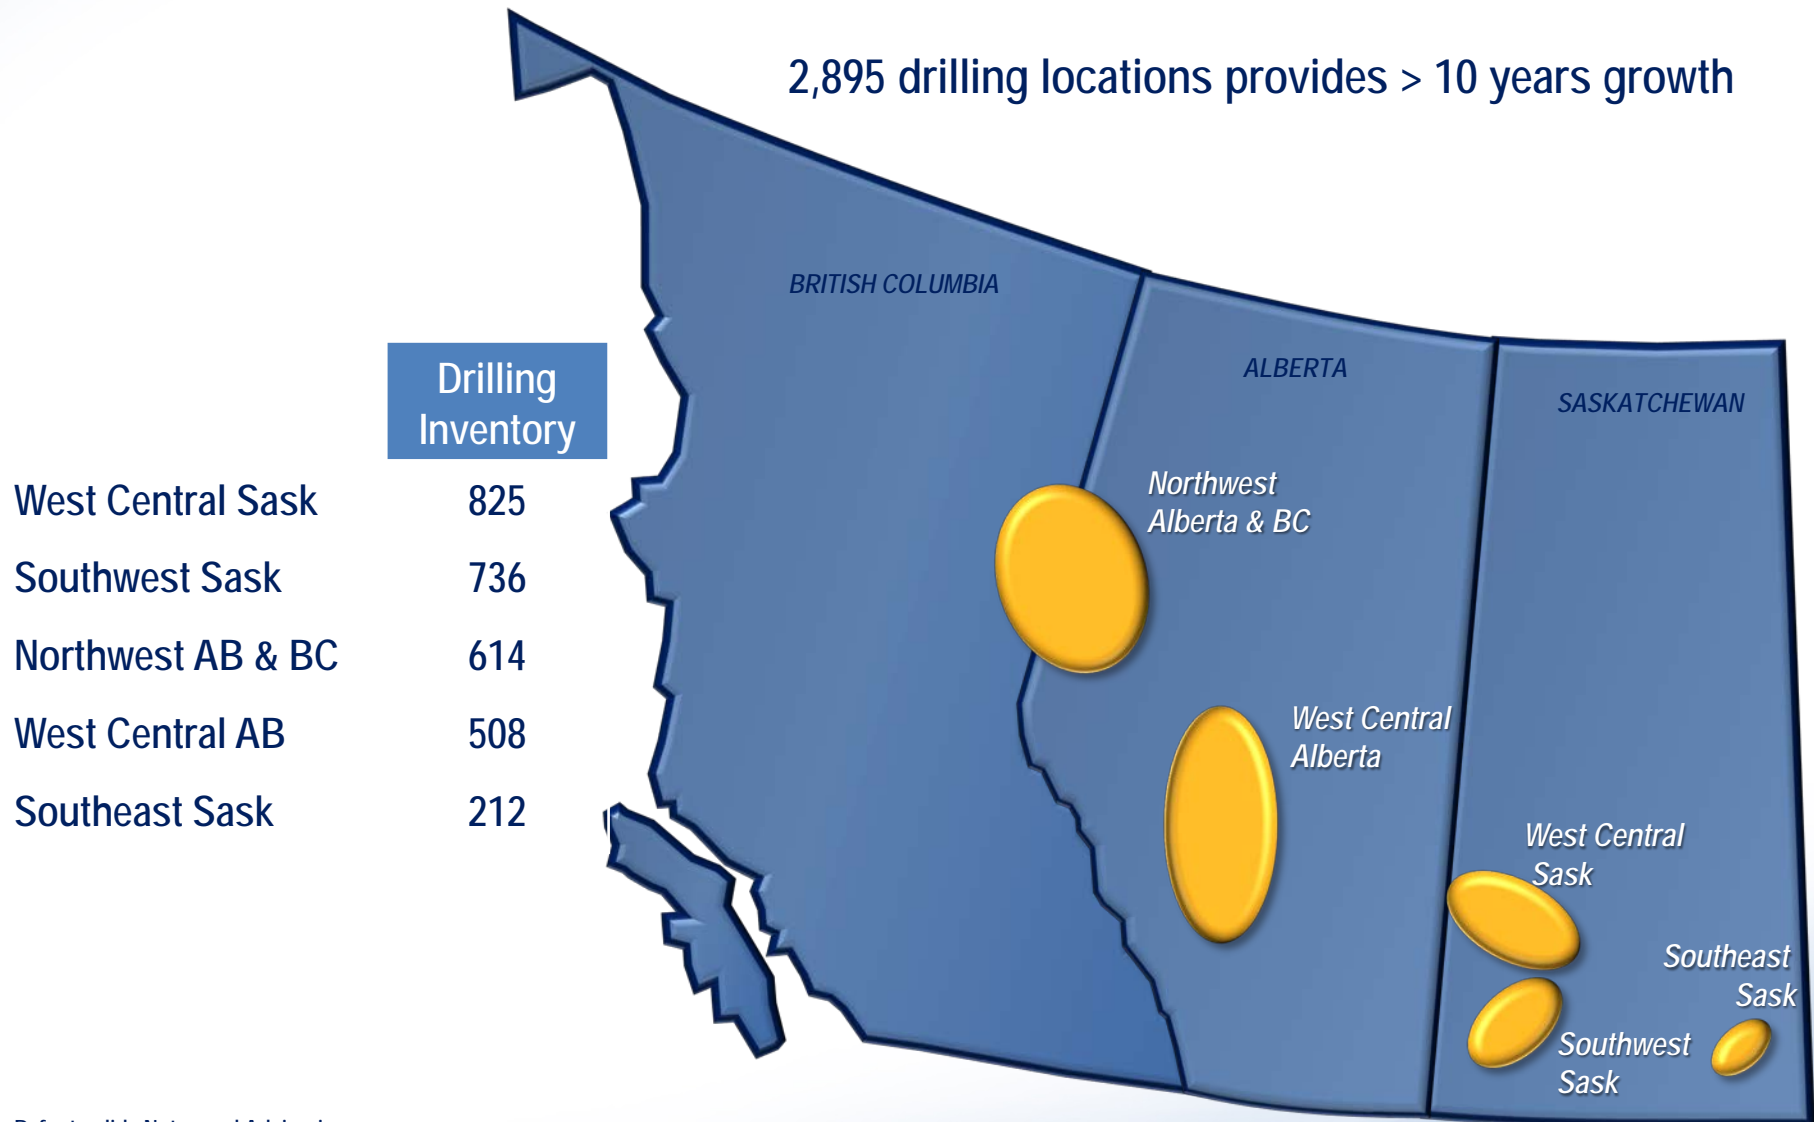 2,895 drilling locations provides > 10 years growth
BRITISH COLUMBIA
ALBERTA
SASKATCHEWAN
Drilling
Inventory
West Central Sask 825
Southwest Sask 736
Northwest AB & BC 614
West Central AB 508
Southeast Sask 212
Northwest
Alberta & BC
West Central
Alberta
West Central
Sask
Southeast
Sask
Southwest
Sask